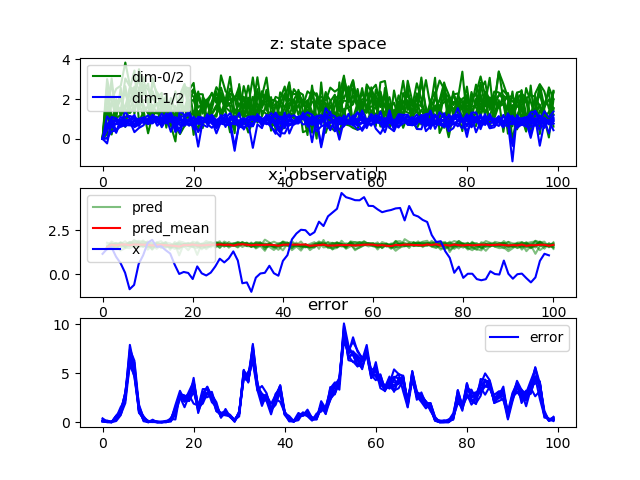 z: state space
4
2
0
dim-0/2
dim-1/2
0 20 40 60 80 100
x: observation
2.5
0.0
pred
pred_mean
x
0 20 40 60 80 100
error
10
5
0
error
0 20 40 60 80 100